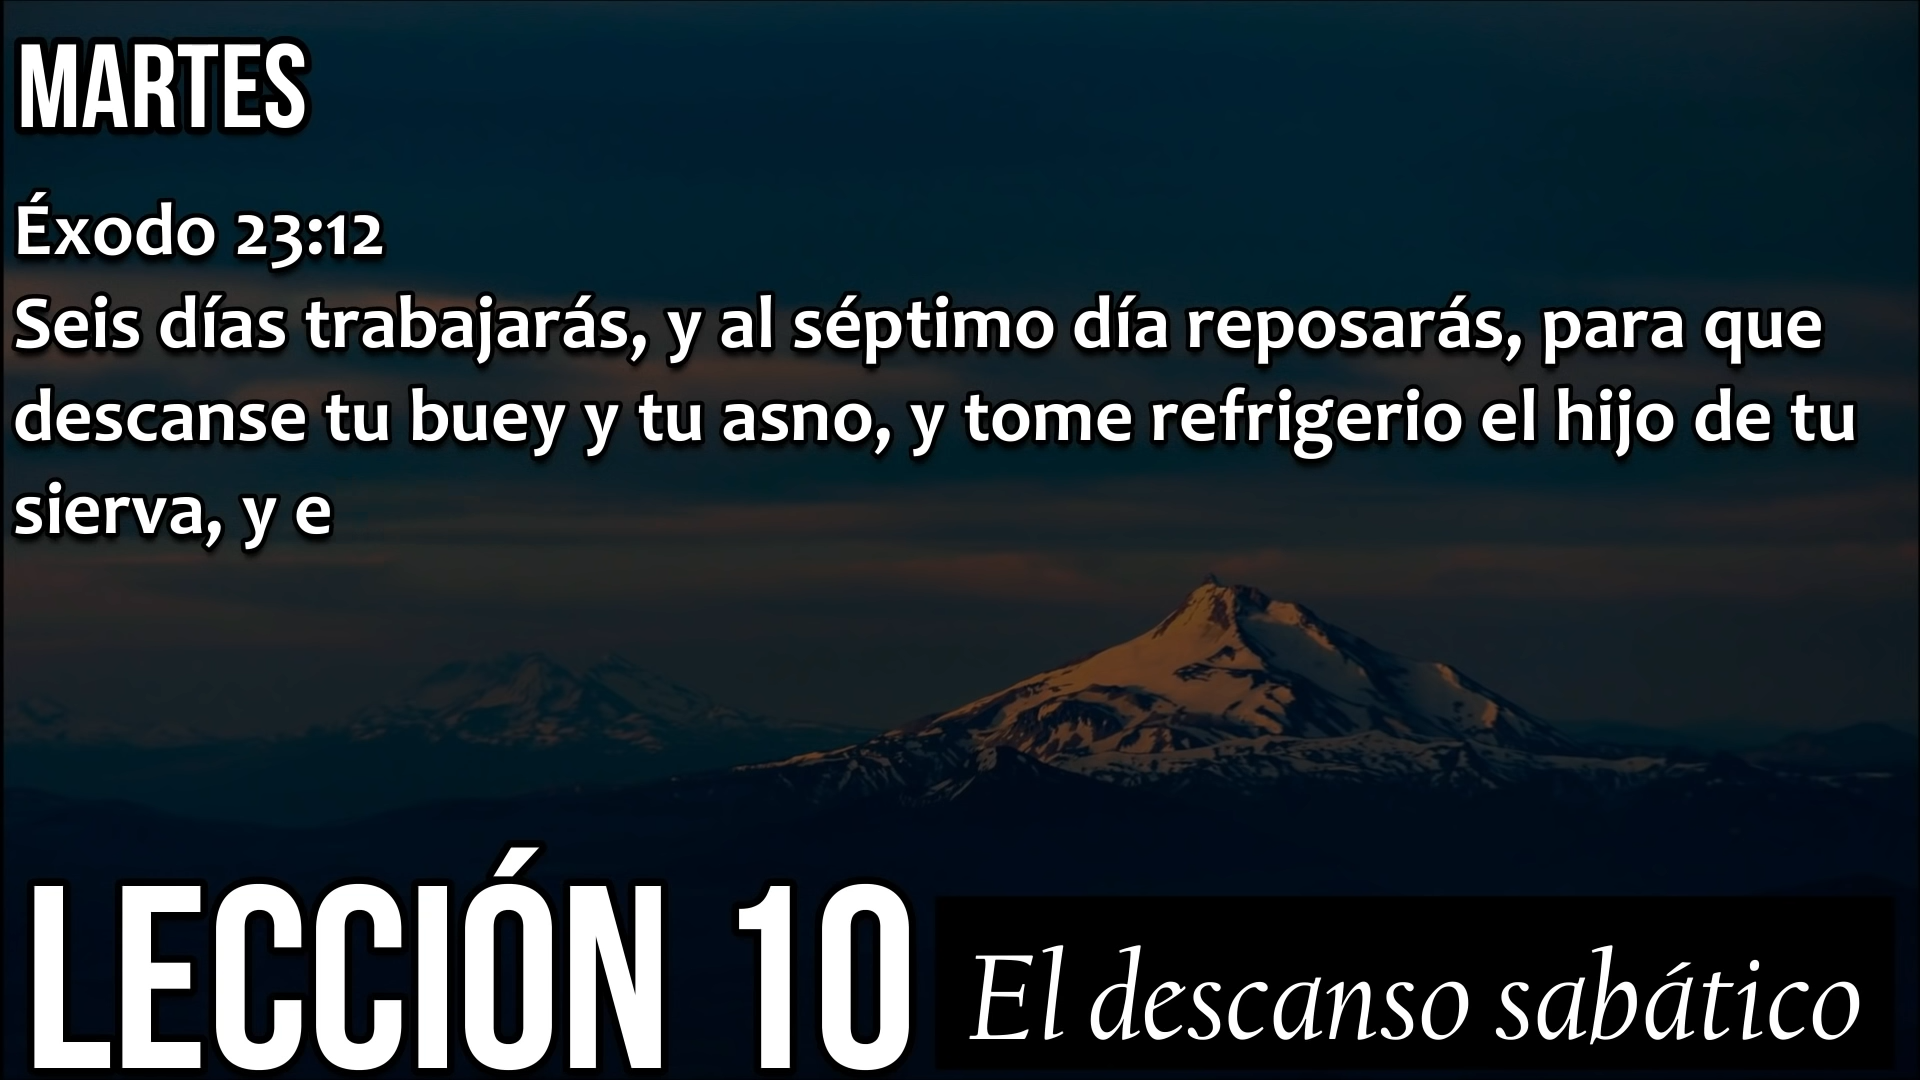 MARTES
Éxodo 23:12
Seis días trabajarás, y al séptimo día reposarás, para que
descanse tu buey y tu asno, y tome refrigerio el hijo de tu
sierva, y e
LECCIÓN 10
El descanso sabático